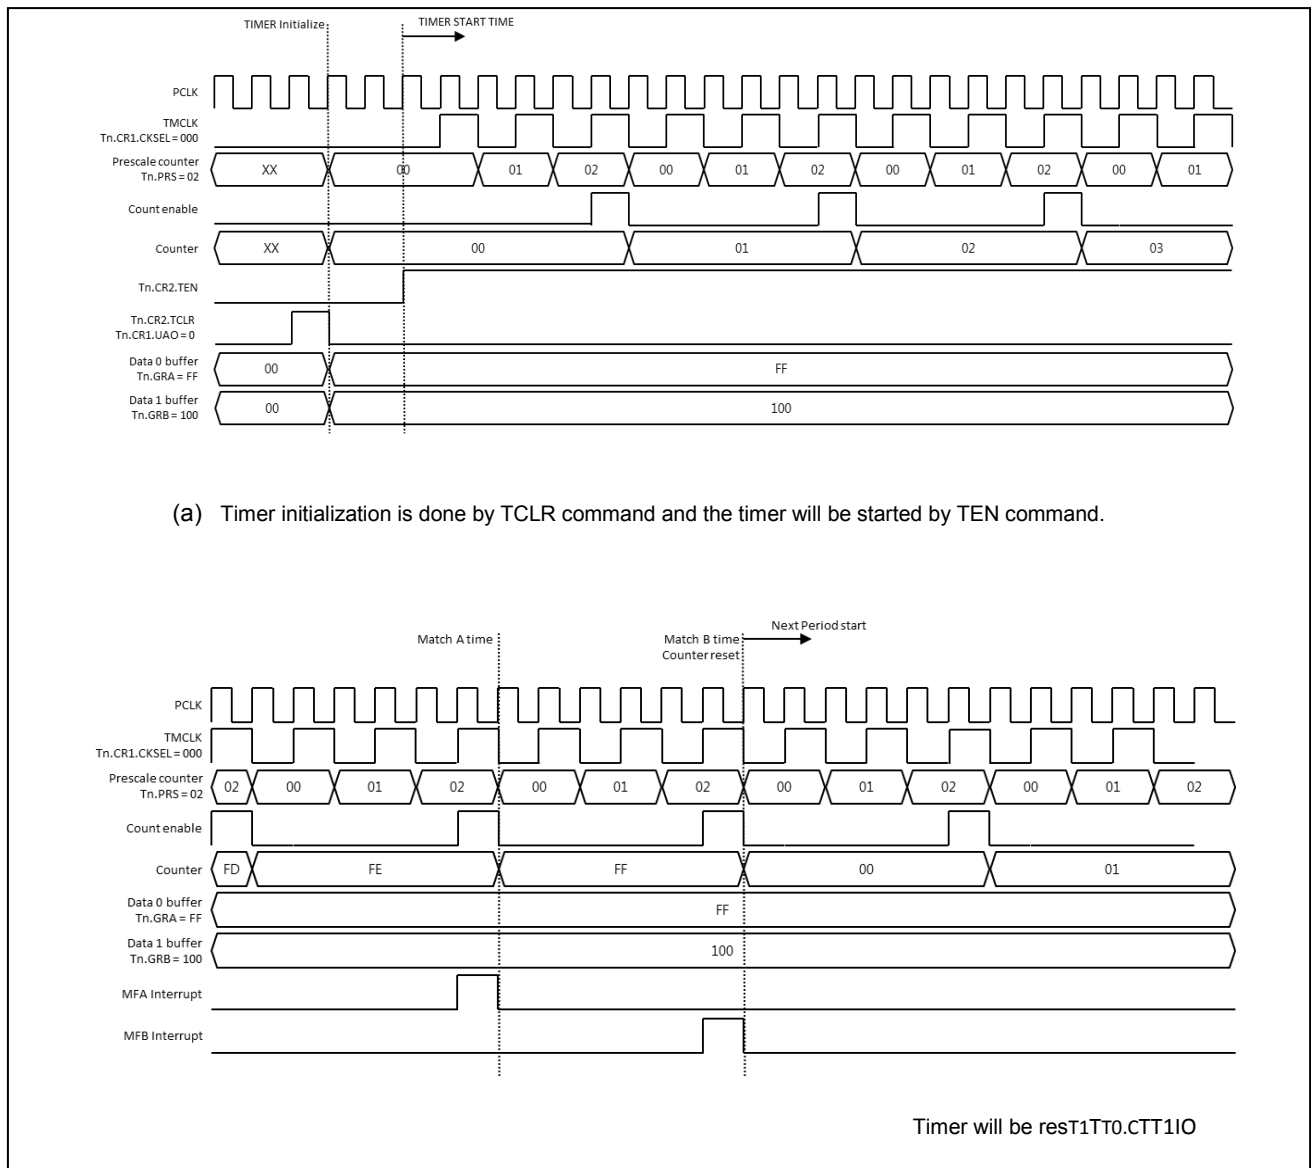 TIMER Initialize
TIMER START TIME
PCLK
TMCLK
Tn.CR1.CKSEL = 000
Prescale counter
Tn.PRS = 02
XX 00 01 02 00 01 02 00 01 02 00 01
Count enable
Counter
XX 00 01 02 03
Tn.CR2.TEN
Tn.CR2.TCLR
Tn.CR1.UAO = 0
Data 0 buffer
Tn.GRA = FF
00 FF
Data 1 buffer
Tn.GRB = 100
00 100
(a) Timer initialization is done by TCLR command and the timer will be started by TEN command.
Match A time
Match B time
Counter reset
Next Period start
PCLK
TMCLK
Tn.CR1.CKSEL = 000
Prescale counter
Tn.PRS = 02
02 00 01 02 00 01 02 00 01 02 00 01 02
Count enable
Counter
FD FE FF 00 01
Data 0 buffer
Tn.GRA = FF
FF
Data 1 buffer
Tn.GRB = 100
100
MFA Interrupt
MFB Interrupt
Timer will be resT1TT0.CTT1IO